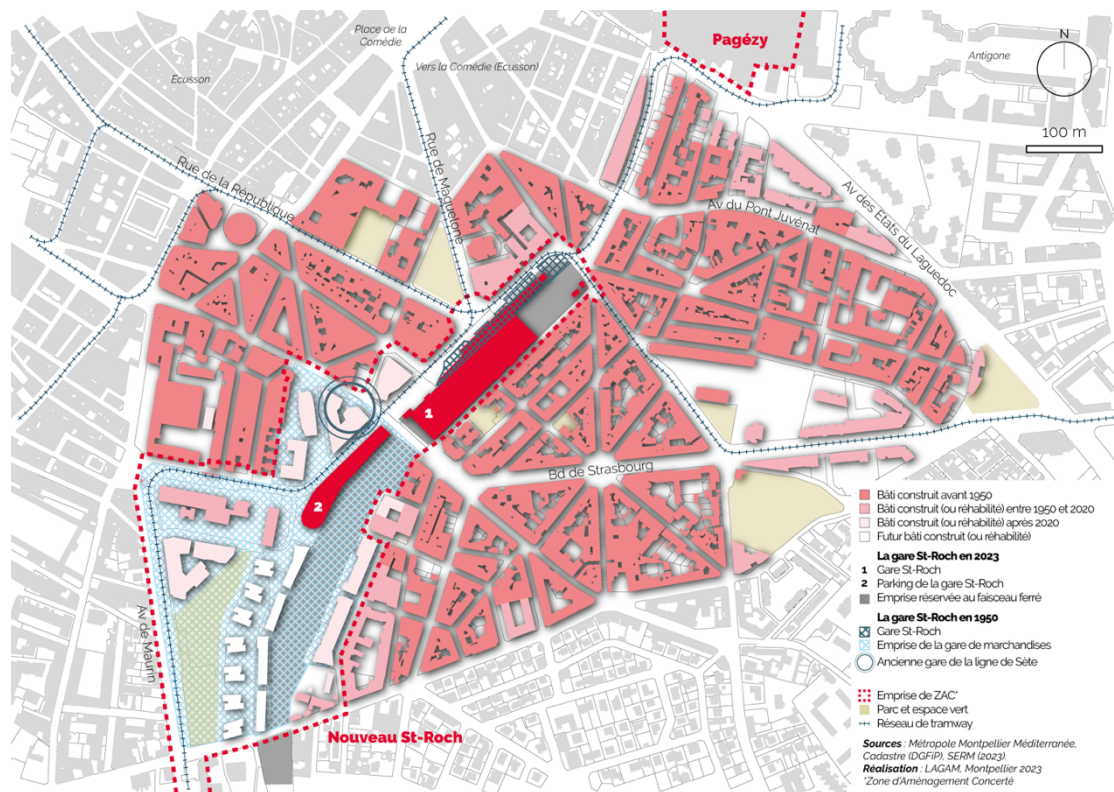 Place de la
Comédie
Pagézy
N
Ecusson
Vers la Comédie (Ecusson)
Antigone
100 m
Rue de la République
Rue de Maguelone
Av du Pont Juvénal
Av des Etats du Laguedoc
1
2
Bd de Strasbourg
Av de Maurin
Nouveau St-Roch
Bâti construit avant 1950
Bâti construit (ou réhabilité) entre 1950 et 2020
Bâti construit (ou réhabilité) après 2020
Futur bâti construit (ou réhabilité)
La gare St-Roch en 2023
1 Gare St-Roch
2 Parking de la gare St-Roch
Emprise réservée au faisceau ferré
La gare St-Roch en 1950
Gare St-Roch
Emprise de la gare de marchandises
Ancienne gare de la ligne de Sète
Emprise de ZAC*
Parc et espace vert
Réseau de tramway
Sources : Métropole Montpellier Méditerranée,
Cadastre (DGFiP), SERM (2023).
Réalisation : LAGAM, Montpellier 2023
*Zone d'Aménagement Concerté